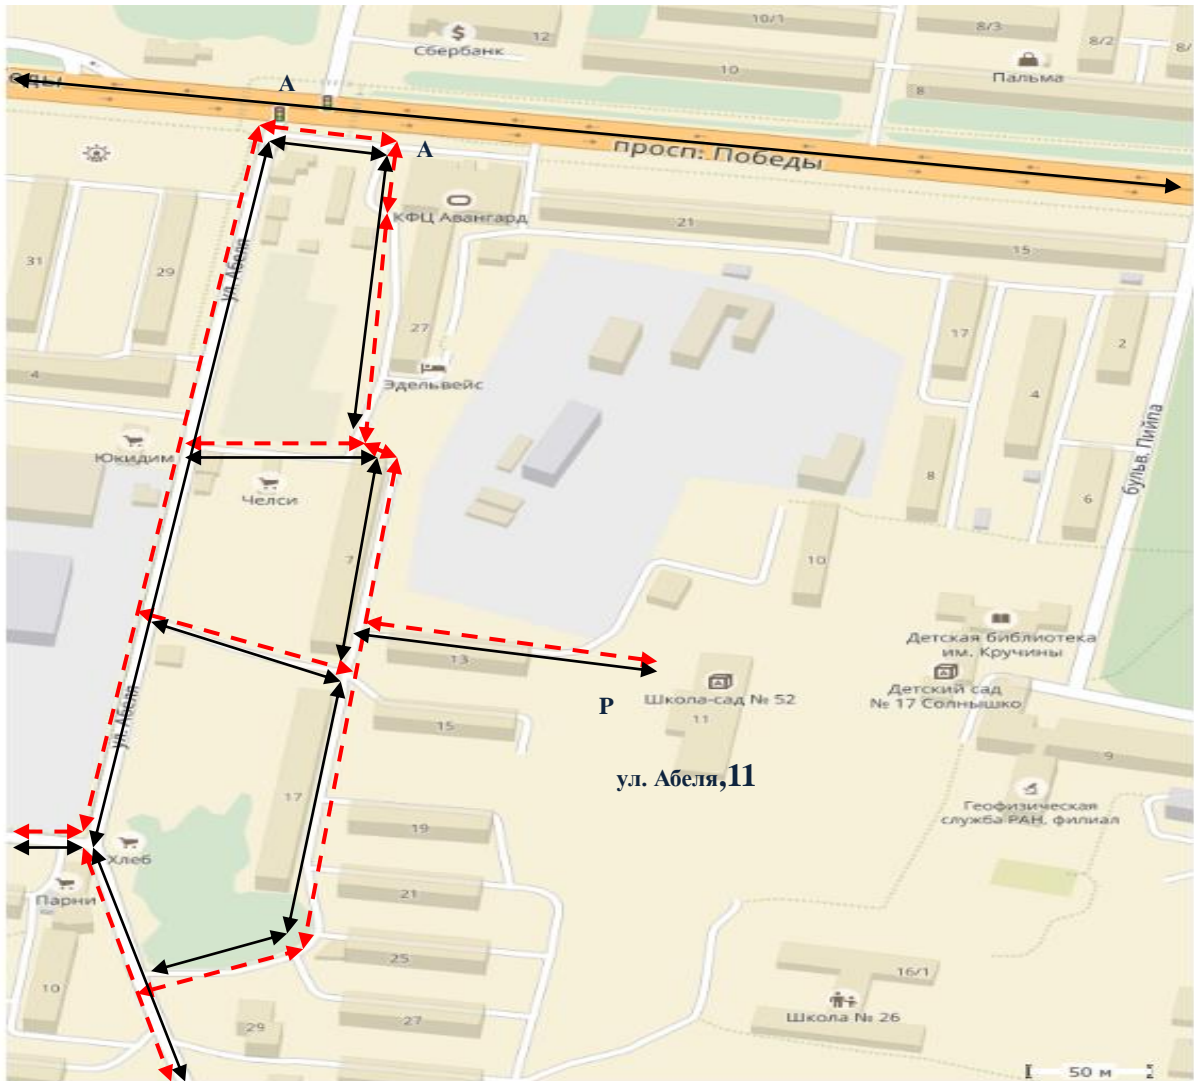 10/1
8/3
8/2
8/
12
Сбербанк
10
Пальма
8
еды
А
А
просп. Победы
КФЦ Авангард
21
15
31
29
ул. Абеля
27
17
2
4
Эдельвейс
4
бульв. Пийпа
Юкидим
Челси
8
6
7
10
Детская библиотека
им. Кручины
13
Школа-сад № 52
Детский сад
№ 17 Солнышко
Р
11
15
ул. Абеля
9
ул. Абеля,11
17
Геофизическая
служба РАН, филиал
19
Хлеб
Парни
21
25
16/1
10
Школа № 26
27
29
50 м